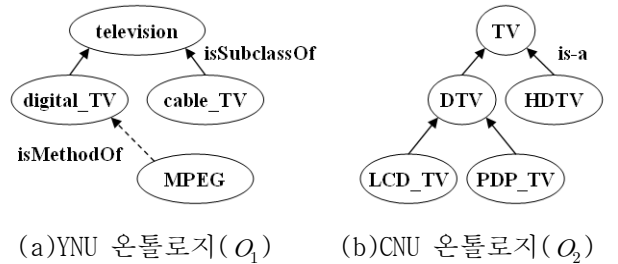 television
isSubclassOf
digital_TV
cable_TV
isMethodOf
MPEG
(a)YNU 온톨로지(O1)
TV
is-a
DTV
HDTV
LCD_TV
PDP_TV
(b)CNU 온톨로지(O2)